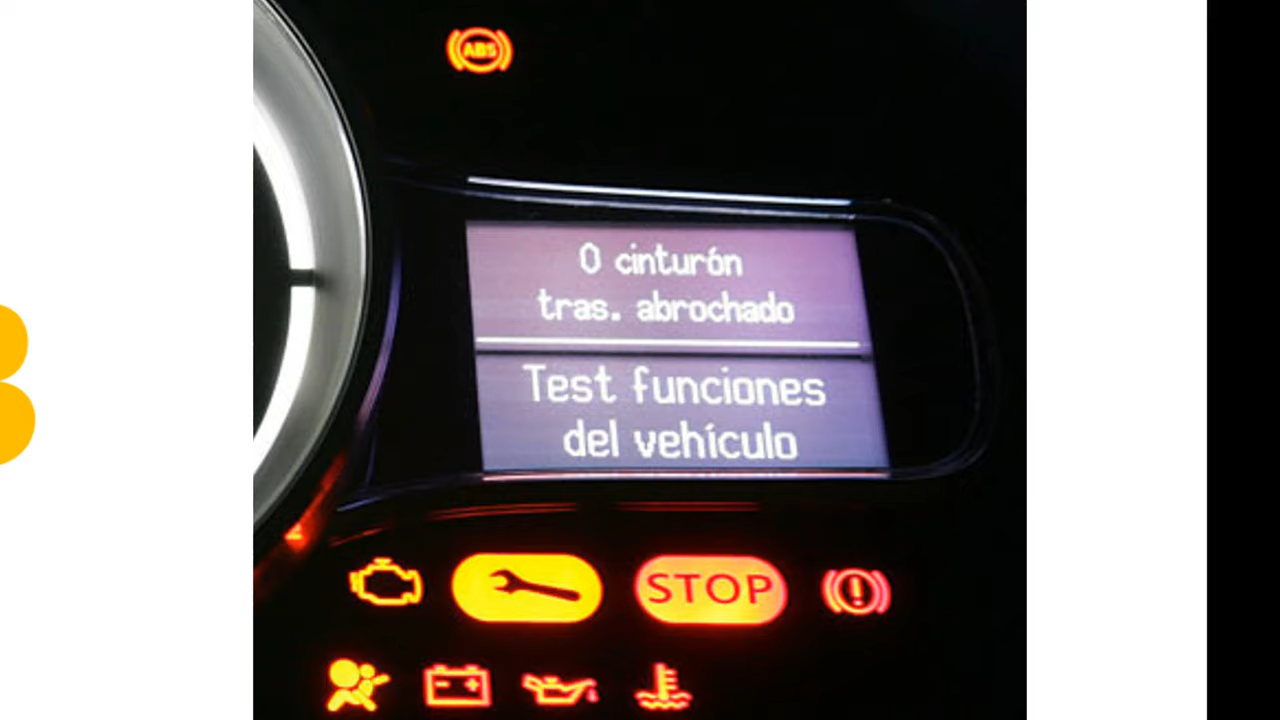 ABS
0 cinturón
tras. abrochado
Test funciones
del vehículo
STOP